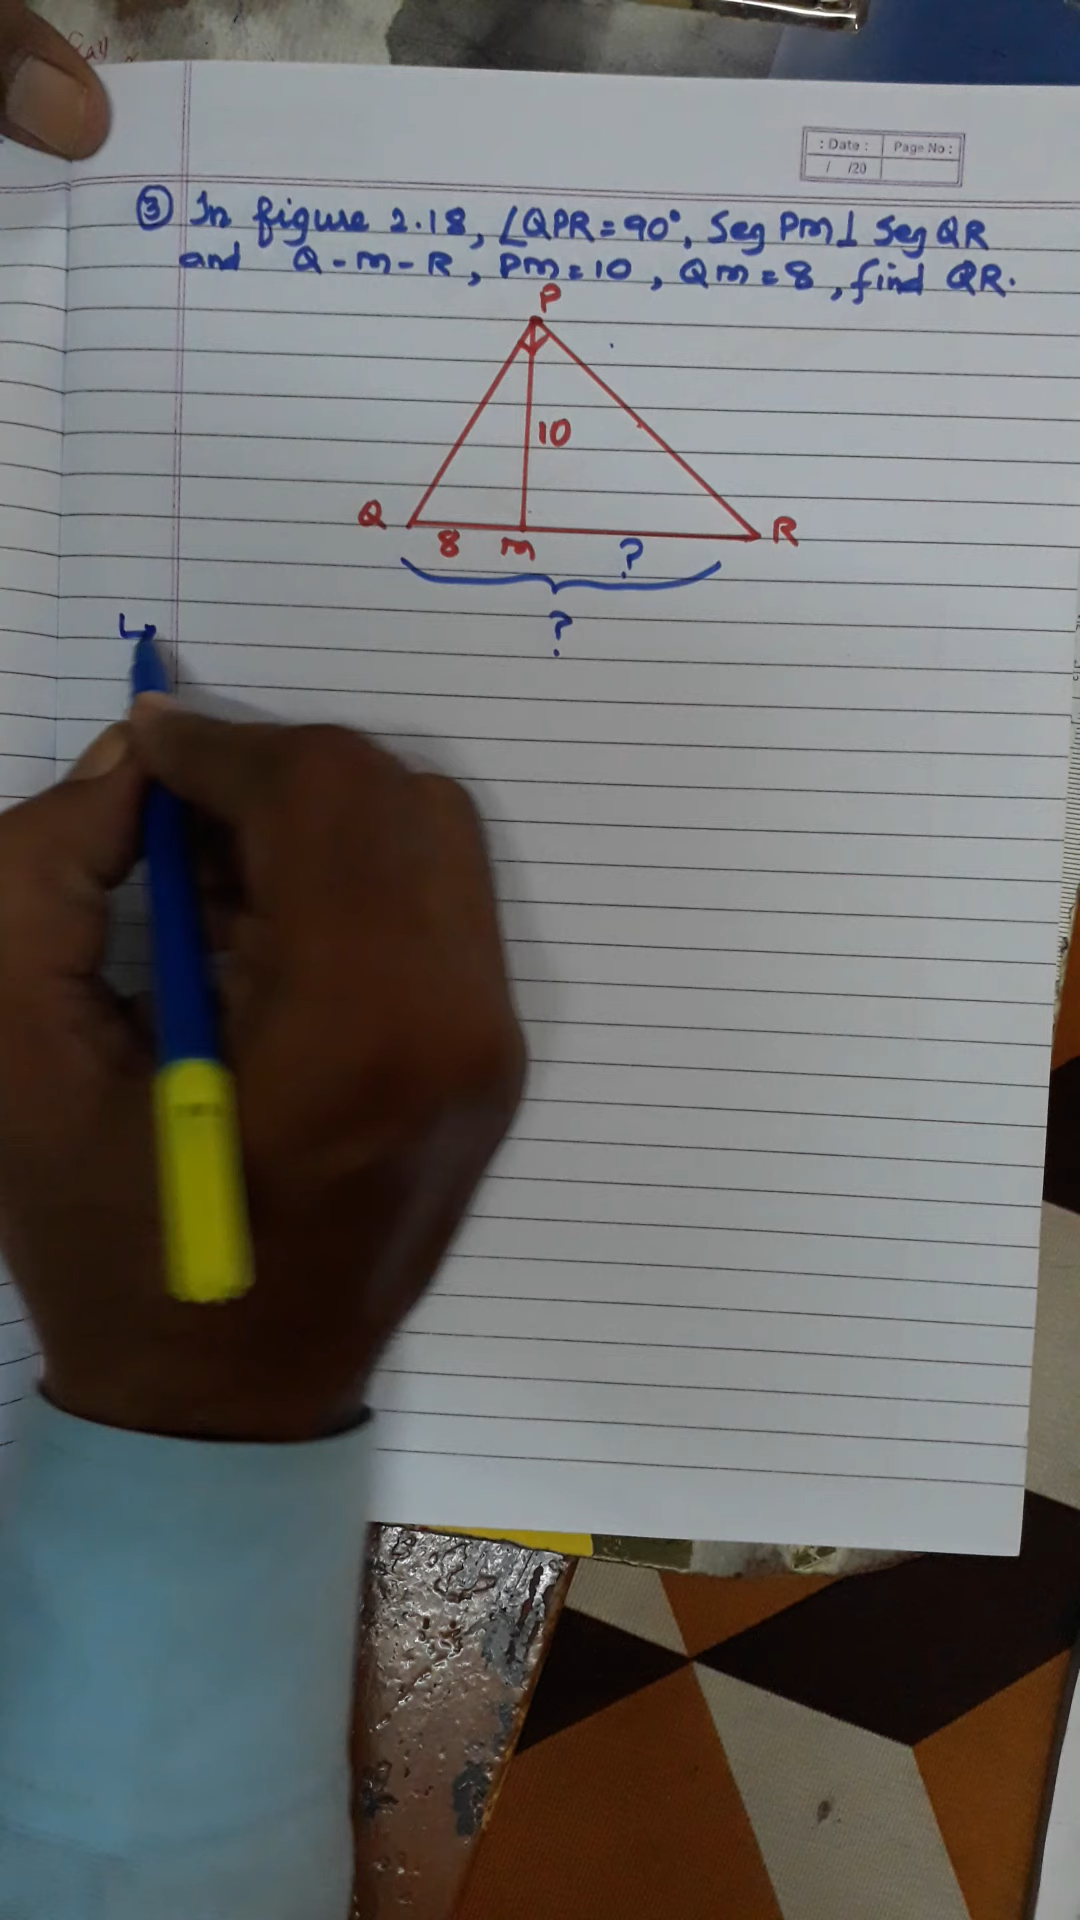 : Date :
Page No :
/ /20
③ In figure 2.18, ∠QPR = 90°, Seg PM ⊥ Seg QR
and Q - M - R, PM = 10, QM = 8, find QR.
P
10
Q
R
8
M
?
?